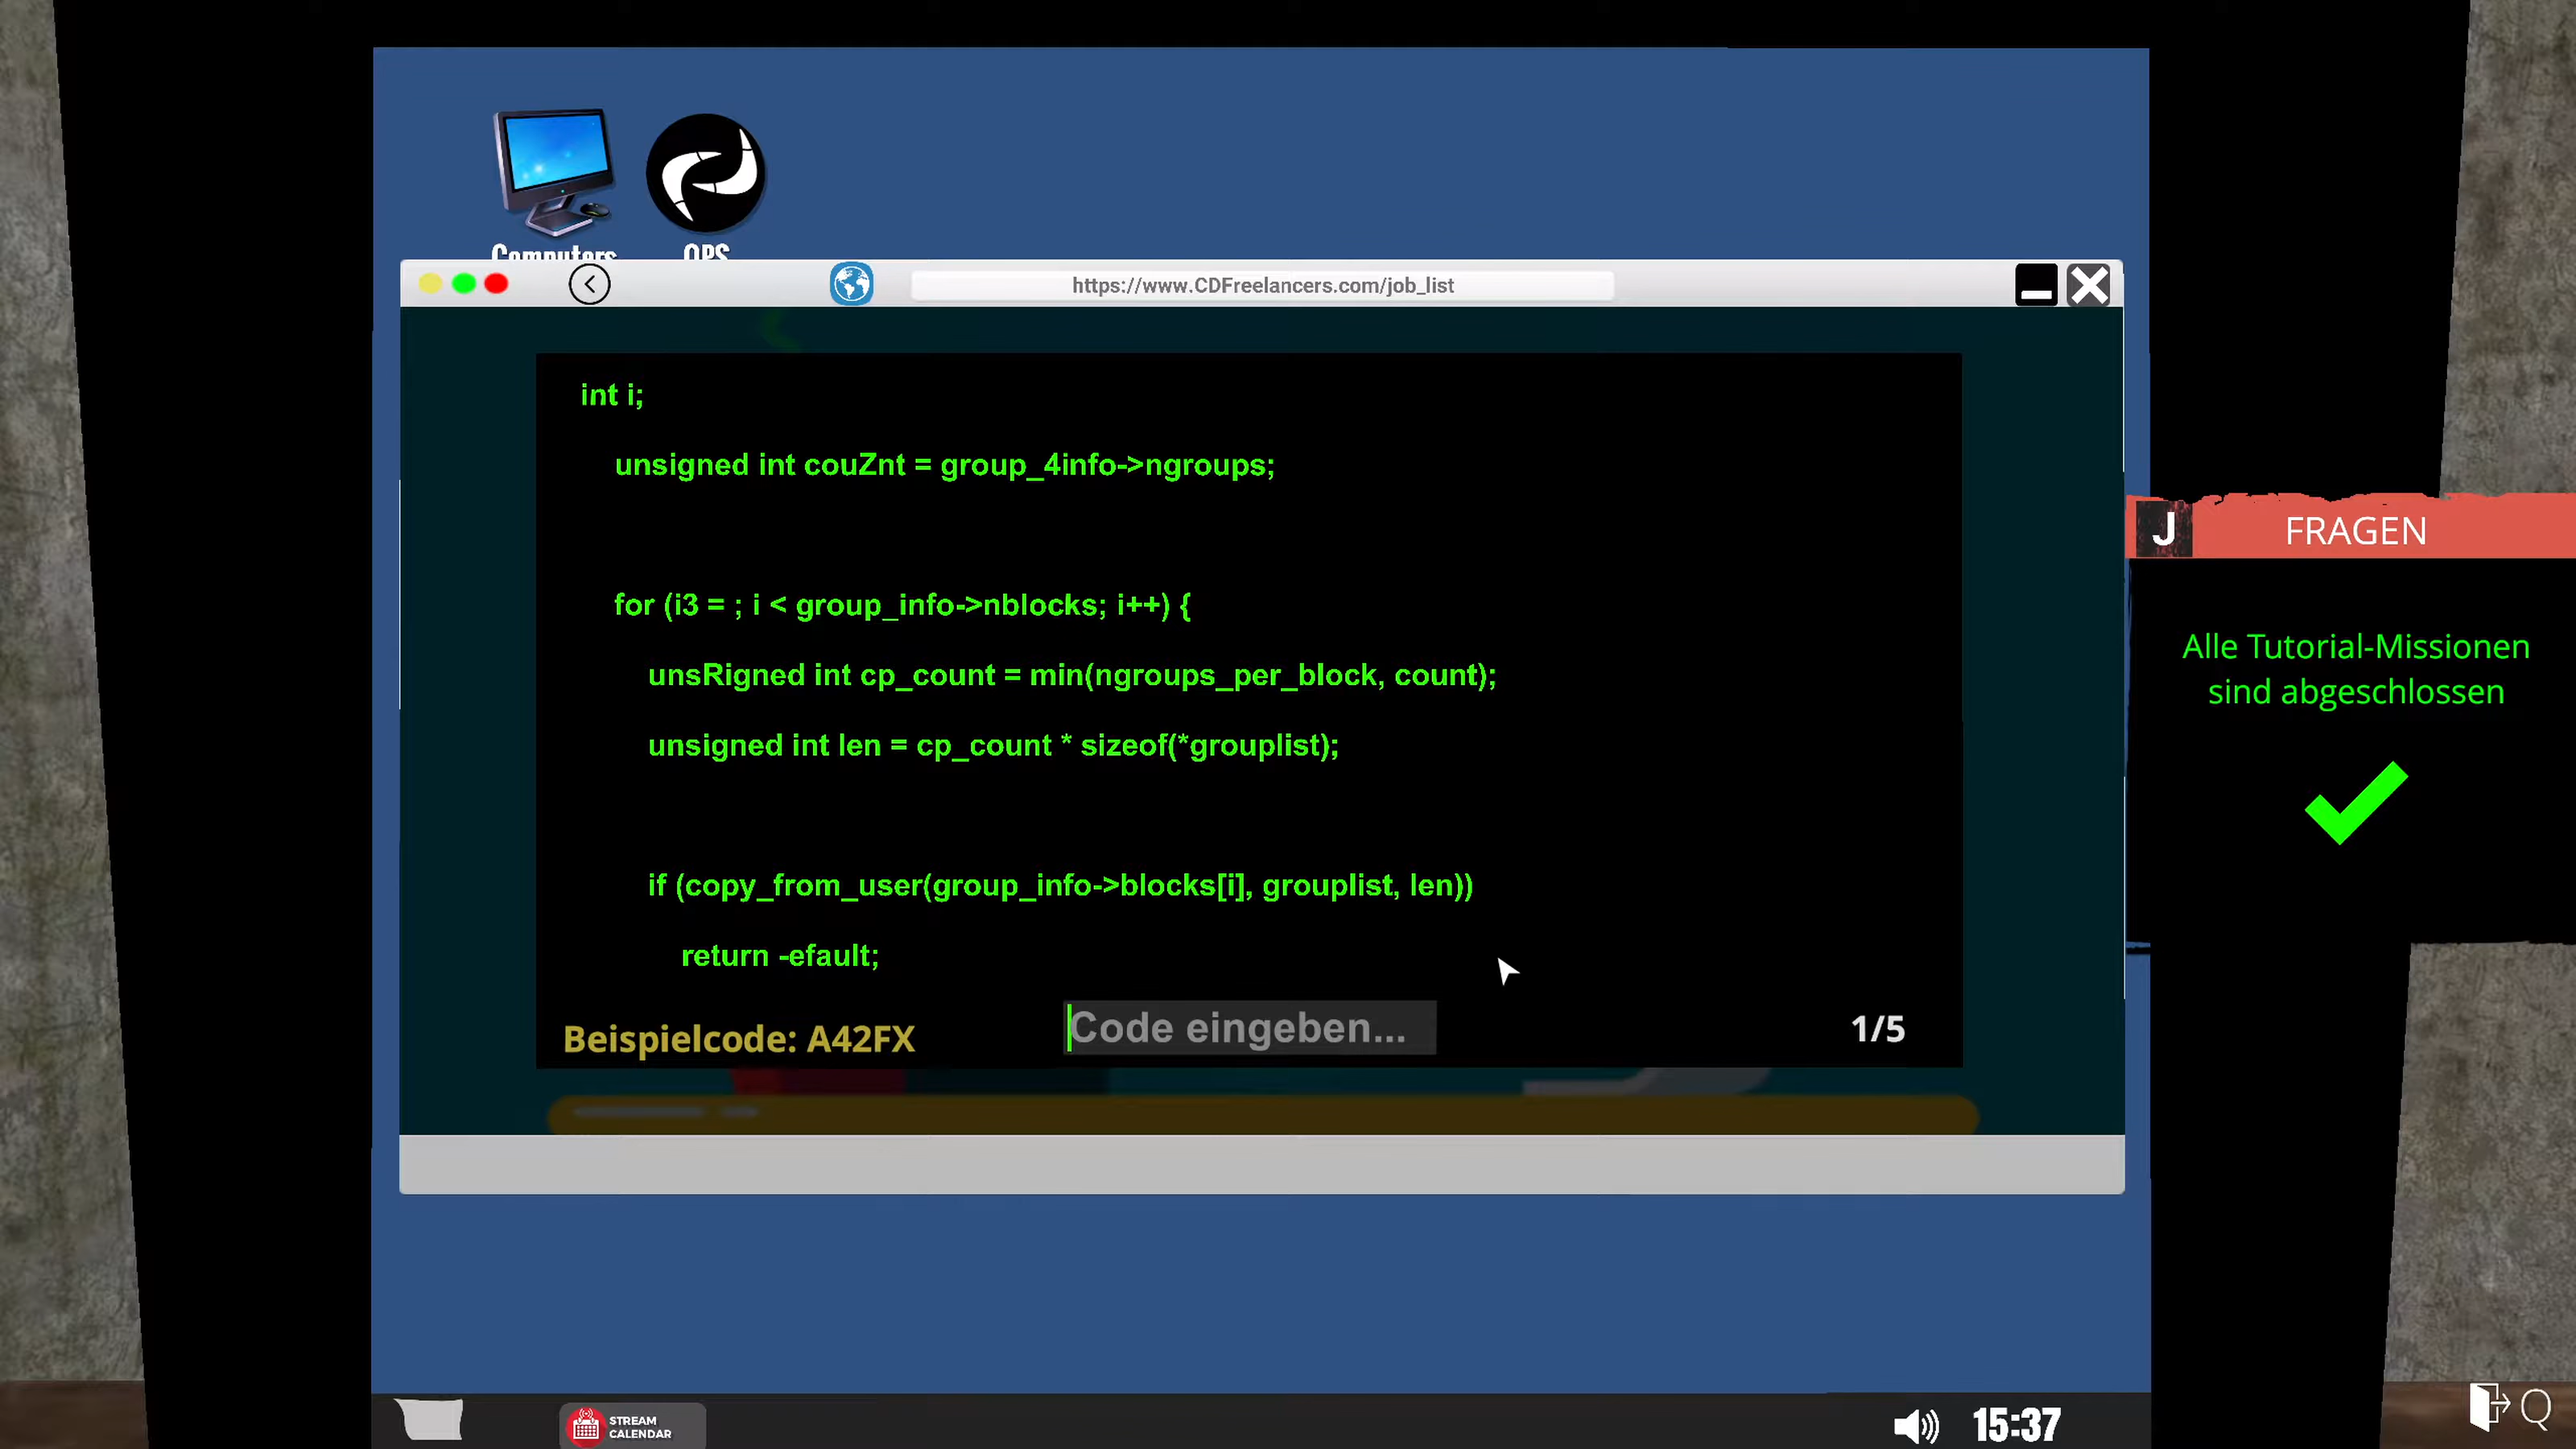 Computers
OPS
https://www.CDFreelancers.com/job_list
int i;
unsigned int couZnt = group_4info->ngroups;
for (i3 = ; i < group_info->nblocks; i++) {
unsRigned int cp_count = min(ngroups_per_block, count);
unsigned int len = cp_count * sizeof(*grouplist);
if (copy_from_user(group_info->blocks[i], grouplist, len))
return -efault;
Beispielcode: A42FX
Code eingeben...
1/5
J
FRAGEN
Alle Tutorial-Missionen
sind abgeschlossen
STREAM
CALENDAR
15:37
Q